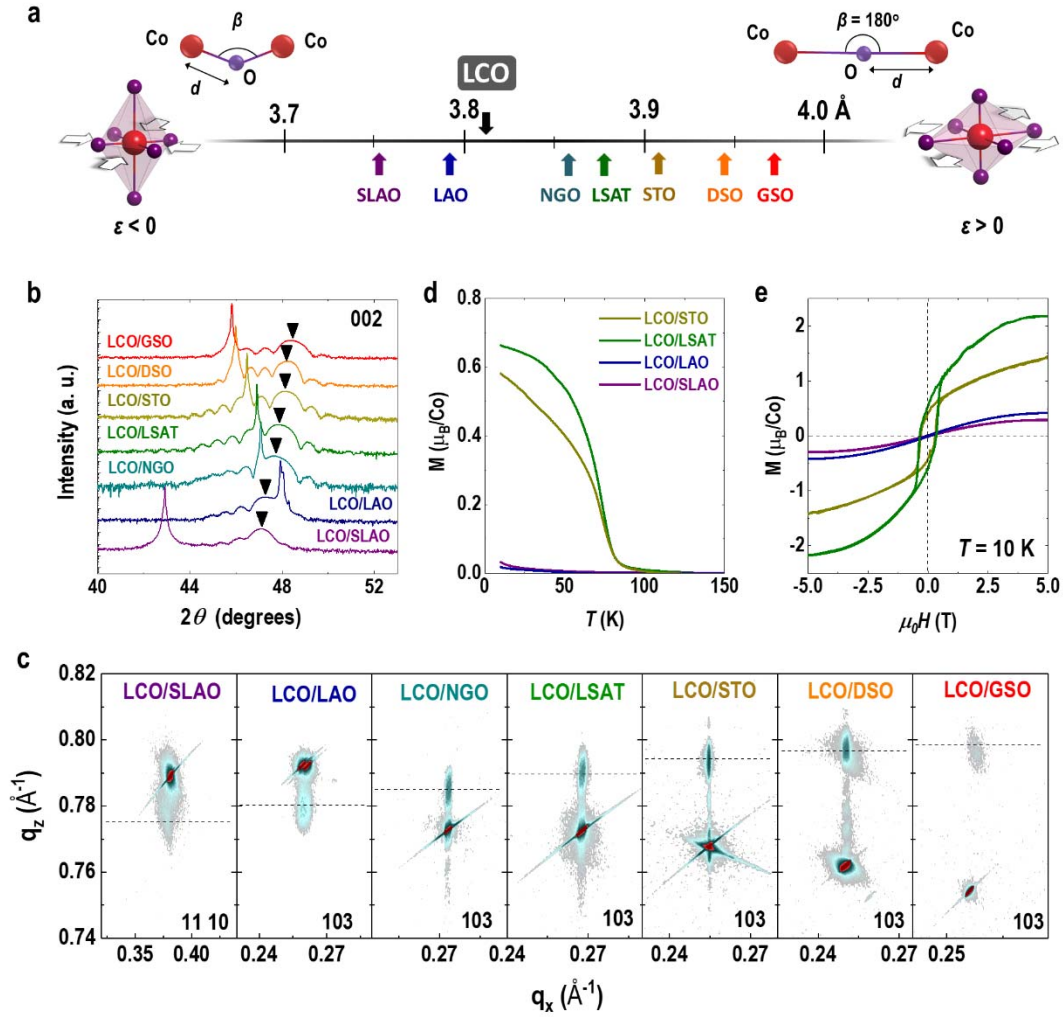 a
Co β Co
d O
LCO
β = 180°
Co Co
O d
3.7 3.8 3.9 4.0 Å
SLAO LAO NGO LSAT STO DSO GSO
ε < 0 ε > 0
b
002
LCO/GSO
LCO/DSO
LCO/STO
LCO/LSAT
LCO/NGO
LCO/LAO
LCO/SLAO
Intensity (a. u.)
40 44 48 52
2θ (degrees)
d
0.8
0.6
0.4
0.2
0.0
M (μB/Co)
LCO/STO
LCO/LSAT
LCO/LAO
LCO/SLAO
0 50 100 150
T (K)
e
2
1
0
-1
-2
M (μB/Co)
T = 10 K
-5.0 -2.5 0.0 2.5 5.0
μ0H (T)
c
0.82
0.80
0.78
0.76
0.74
qz (Å-1)
LCO/SLAO LCO/LAO LCO/NGO LCO/LSAT LCO/STO LCO/DSO LCO/GSO
11 10 103 103 103 103 103 103
0.35 0.40 0.24 0.27 0.27 0.24 0.27 0.27 0.24 0.27 0.25
qx (Å-1)